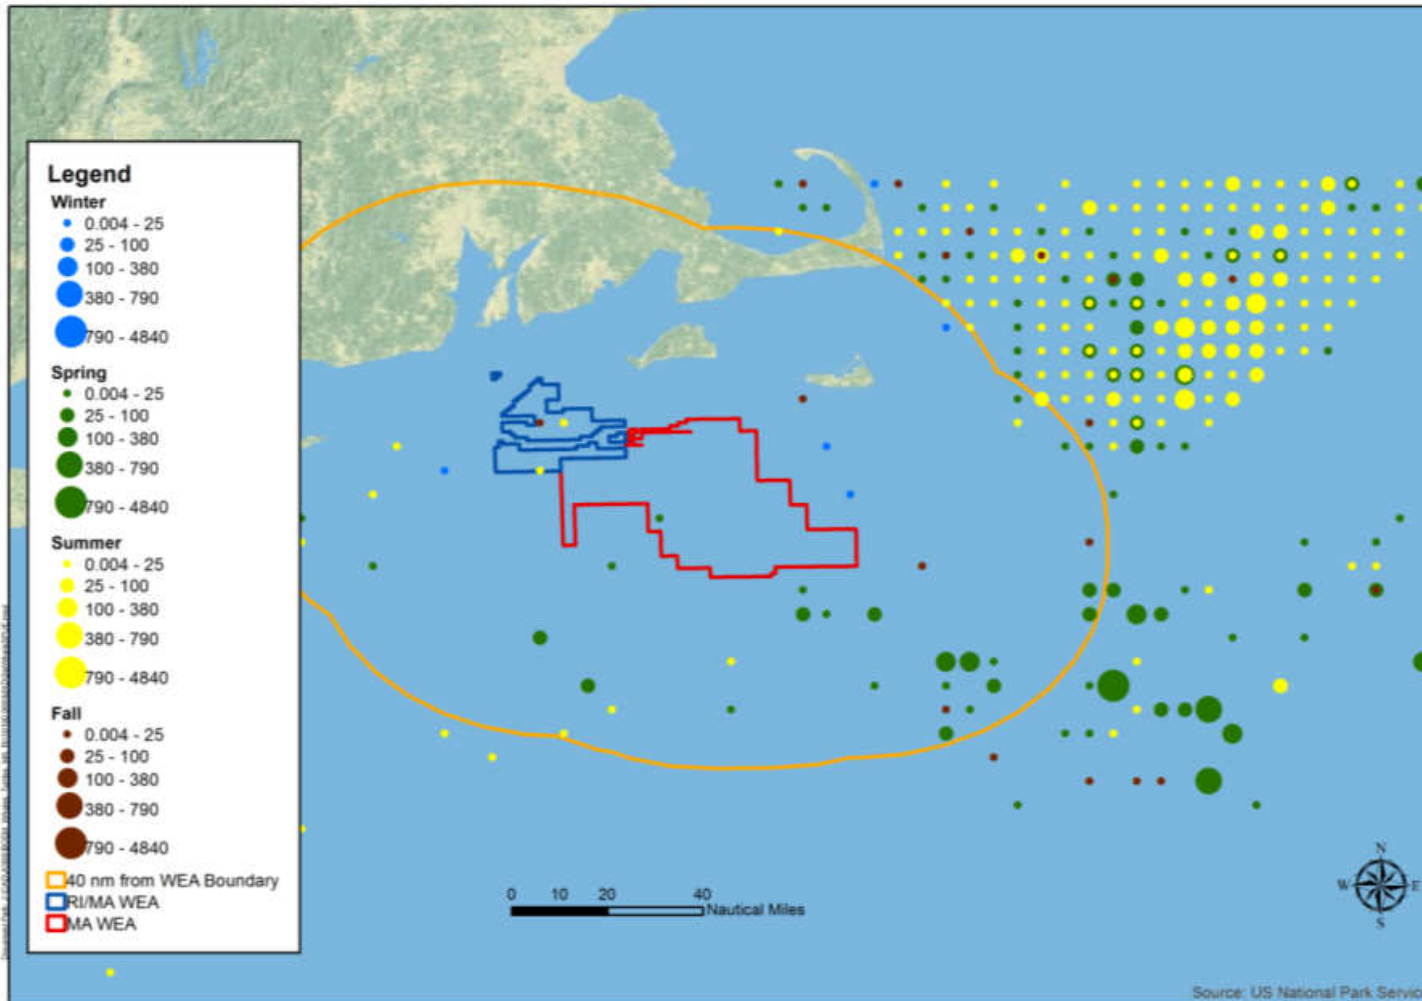 Legend
Winter
0.004 - 25
25 - 100
100 - 380
380 - 790
790 - 4840
Spring
0.004 - 25
25 - 100
100 - 380
380 - 790
790 - 4840
Summer
0.004 - 25
25 - 100
100 - 380
380 - 790
790 - 4840
Fall
0.004 - 25
25 - 100
100 - 380
380 - 790
790 - 4840
40 nm from WEA Boundary
RI/MA WEA
MA WEA
0 10 20 40
Nautical Miles
N
W E
S
Source: US National Park Servic